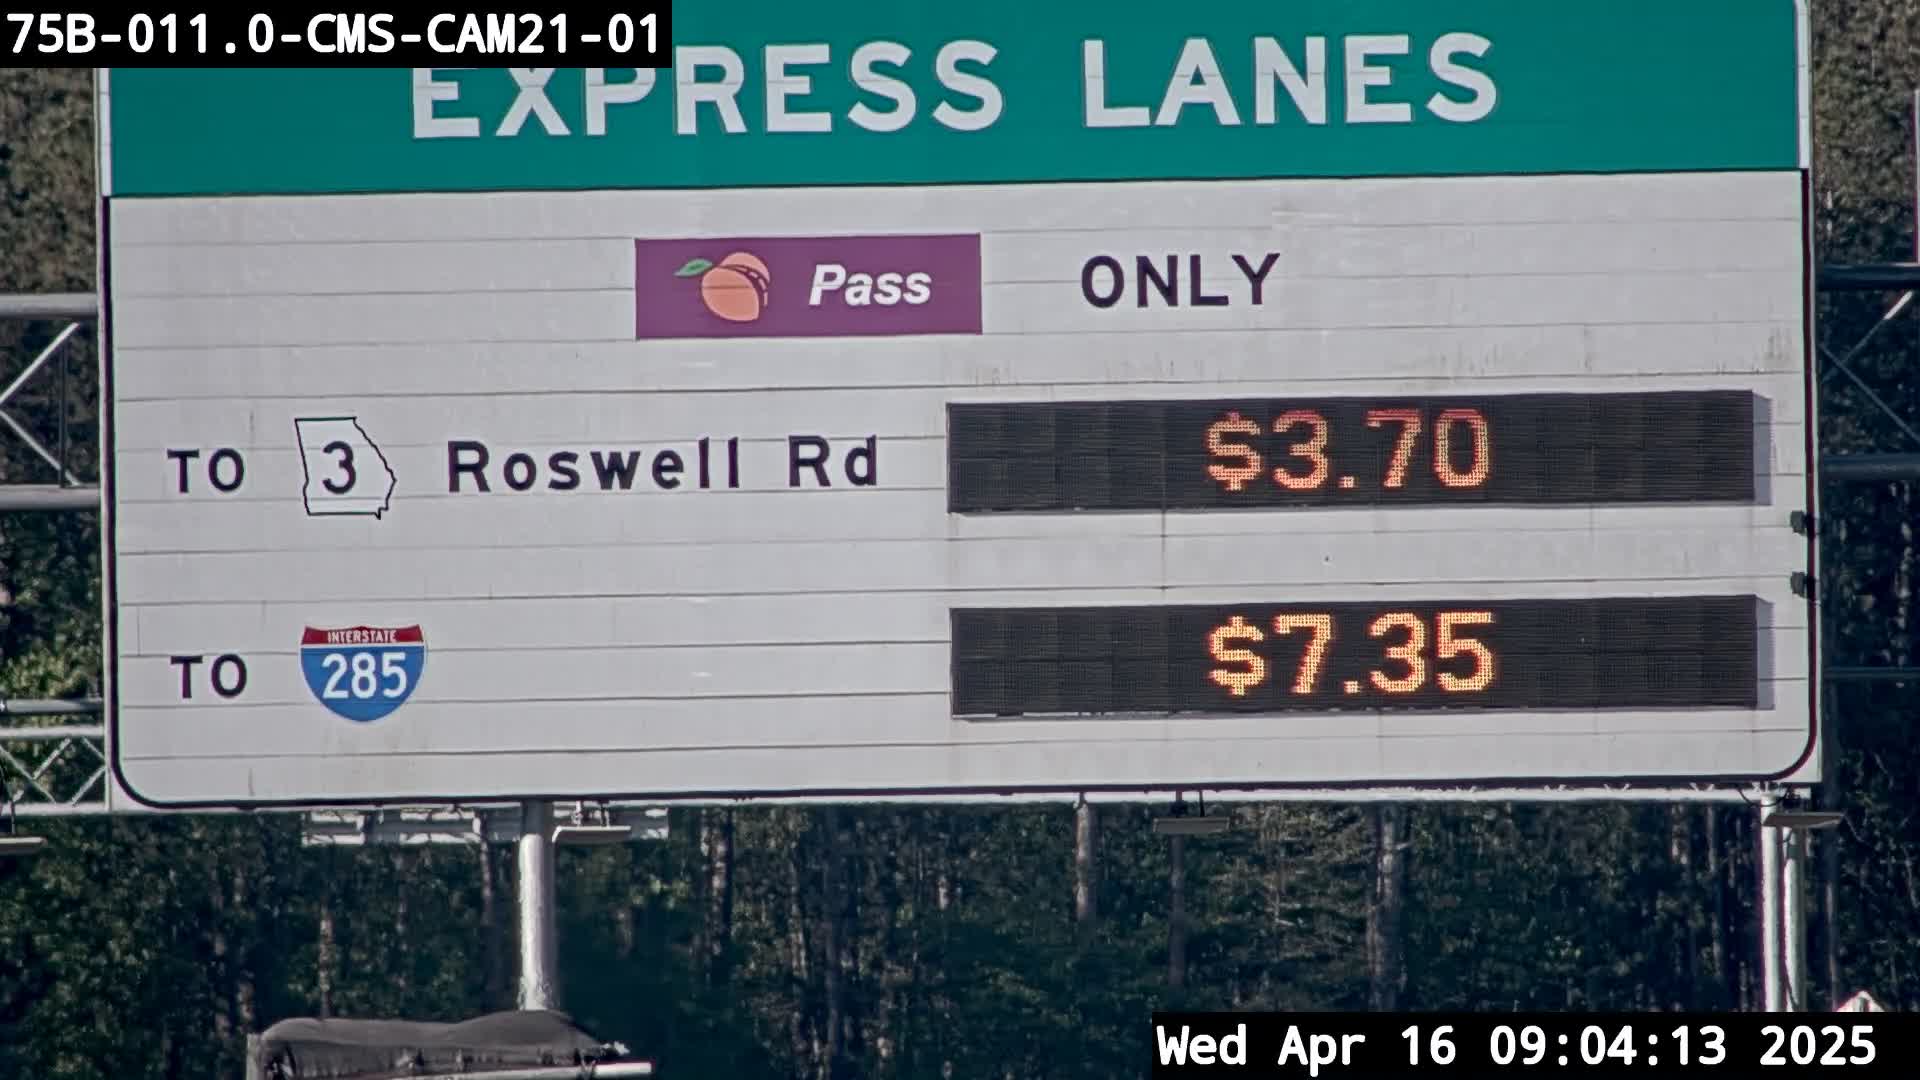 75B-011.0-CMS-CAM21-01
EXPRESS LANES
Pass ONLY
TO 3 Roswell Rd $3.70
TO INTERSTATE 285 $7.35
Wed Apr 16 09:04:13 2025